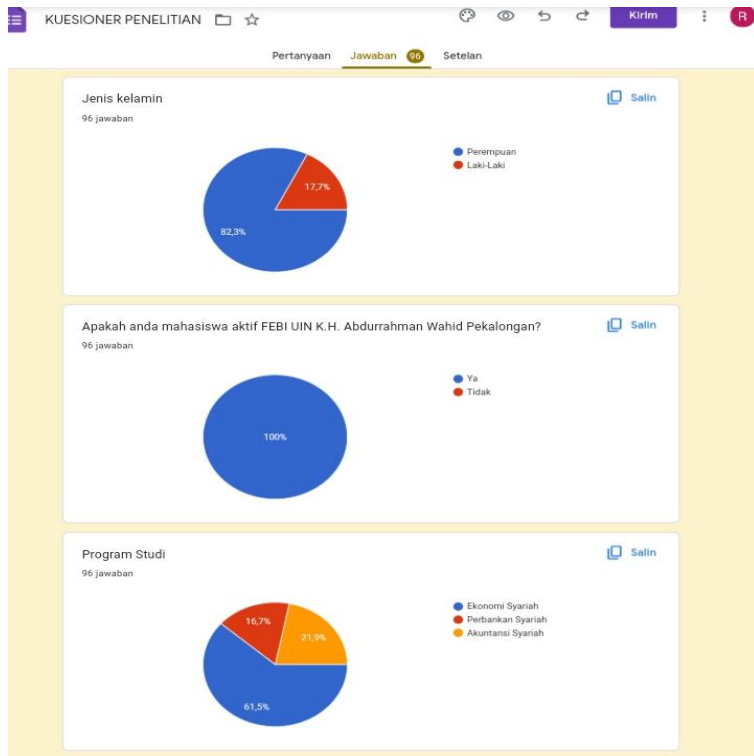 KUESIONER PENELITIAN
Kirim
R
Pertanyaan Jawaban 96 Setelan
Jenis kelamin
Salin
96 jawaban
Perempuan
Laki-Laki
17,7%
82,3%
Apakah anda mahasiswa aktif FEBI UIN K.H. Abdurrahman Wahid Pekalongan?
Salin
96 jawaban
Ya
Tidak
100%
Program Studi
Salin
96 jawaban
Ekonomi Syariah
Perbankan Syariah
Akuntansi Syariah
16,7%
21,9%
61,5%